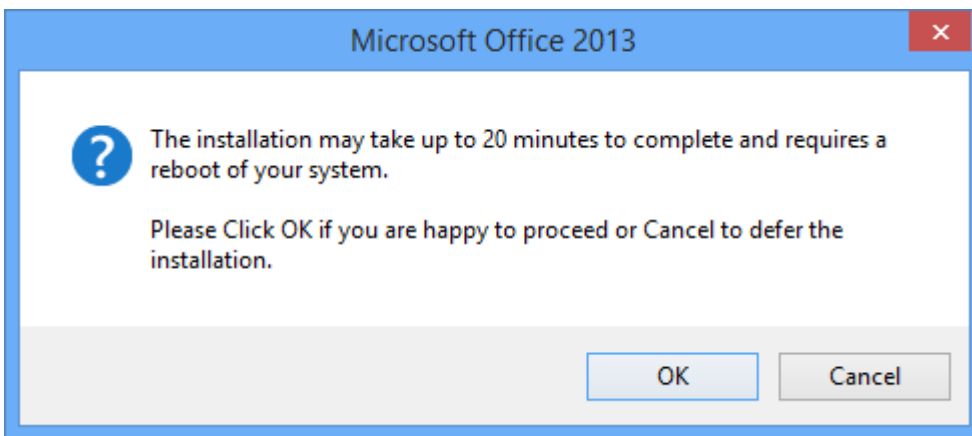 Microsoft Office 2013
The installation may take up to 20 minutes to complete and requires a
reboot of your system.
Please Click OK if you are happy to proceed or Cancel to defer the
installation.
OK
Cancel